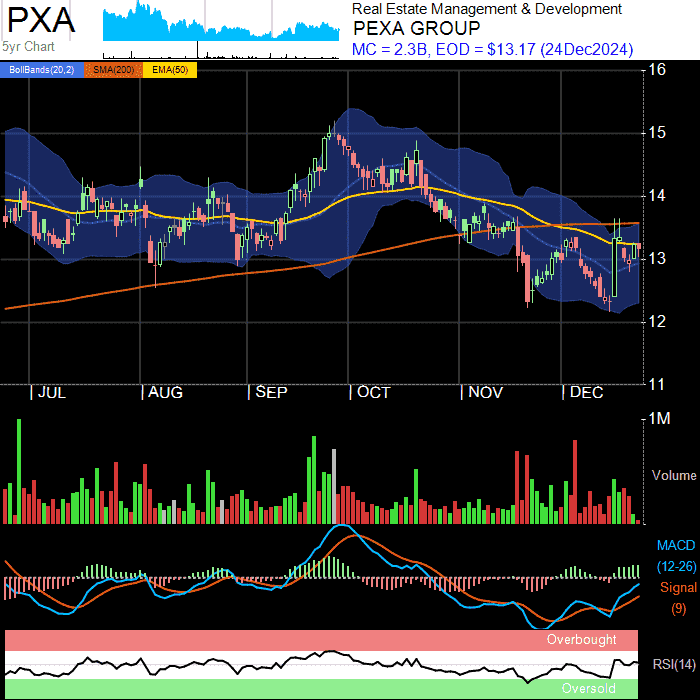 PXA
5yr Chart
Real Estate Management & Development
PEXA GROUP
MC = 2.3B, EOD = $13.17 (24Dec2024)
BollBands(20,2) SMA(200) EMA(50)
16
15
14
13
12
11
JUL AUG SEP OCT NOV DEC
1M
Volume
MACD
(12-26)
Signal
(9)
Overbought
RSI(14)
Oversold